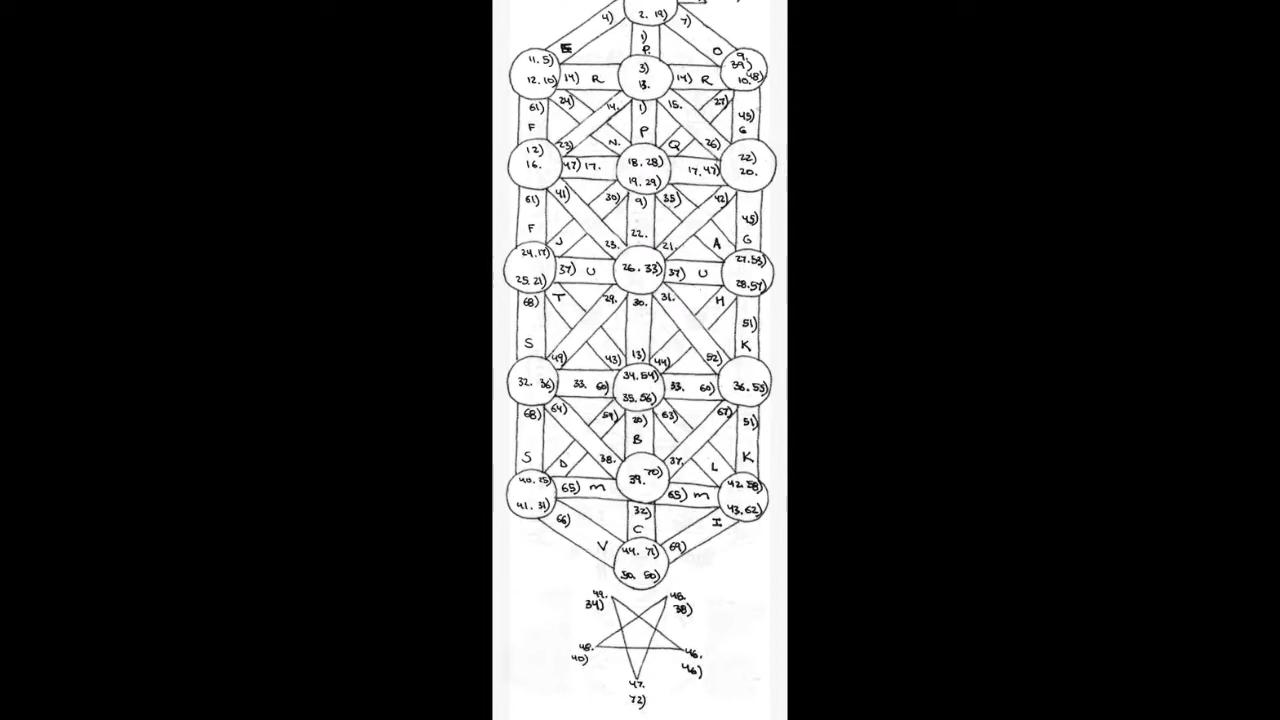 2. 19)
4) 7)
E 1) P. O
11. 5) 3) 9. 39)
12. 10) 14) R 13. 14) R 10. 48)
61) 24) 14. 1) 15. 27) 45)
F P G
12) 23) N. Q 26) 22)
16. 47) 17. 18. 28) 17. 47) 20.
19. 29)
61) 41) 30) 9) 35) 42) 45)
F J 23. 22. 21. A G
24. 17) 37) U 26. 33) 37) U 27. 53)
25. 21) 28. 57)
68) T 29. 30. 31. H 51)
S 49) 43) 13) 44) 52) K
32. 36) 33. 60) 34. 54) 33. 60) 36. 55)
35. 56)
68) 64) 59) 20) 63) 67) 51)
S D 38. B 37. L K
40. 25) 65) M 39. 70) 65) M 42. 58)
41. 31) 43. 62)
66) 32) I
V C 69)
44. 71)
50. 50)
49. 48.
34) 38)
46.
40) 46)
47.
72)